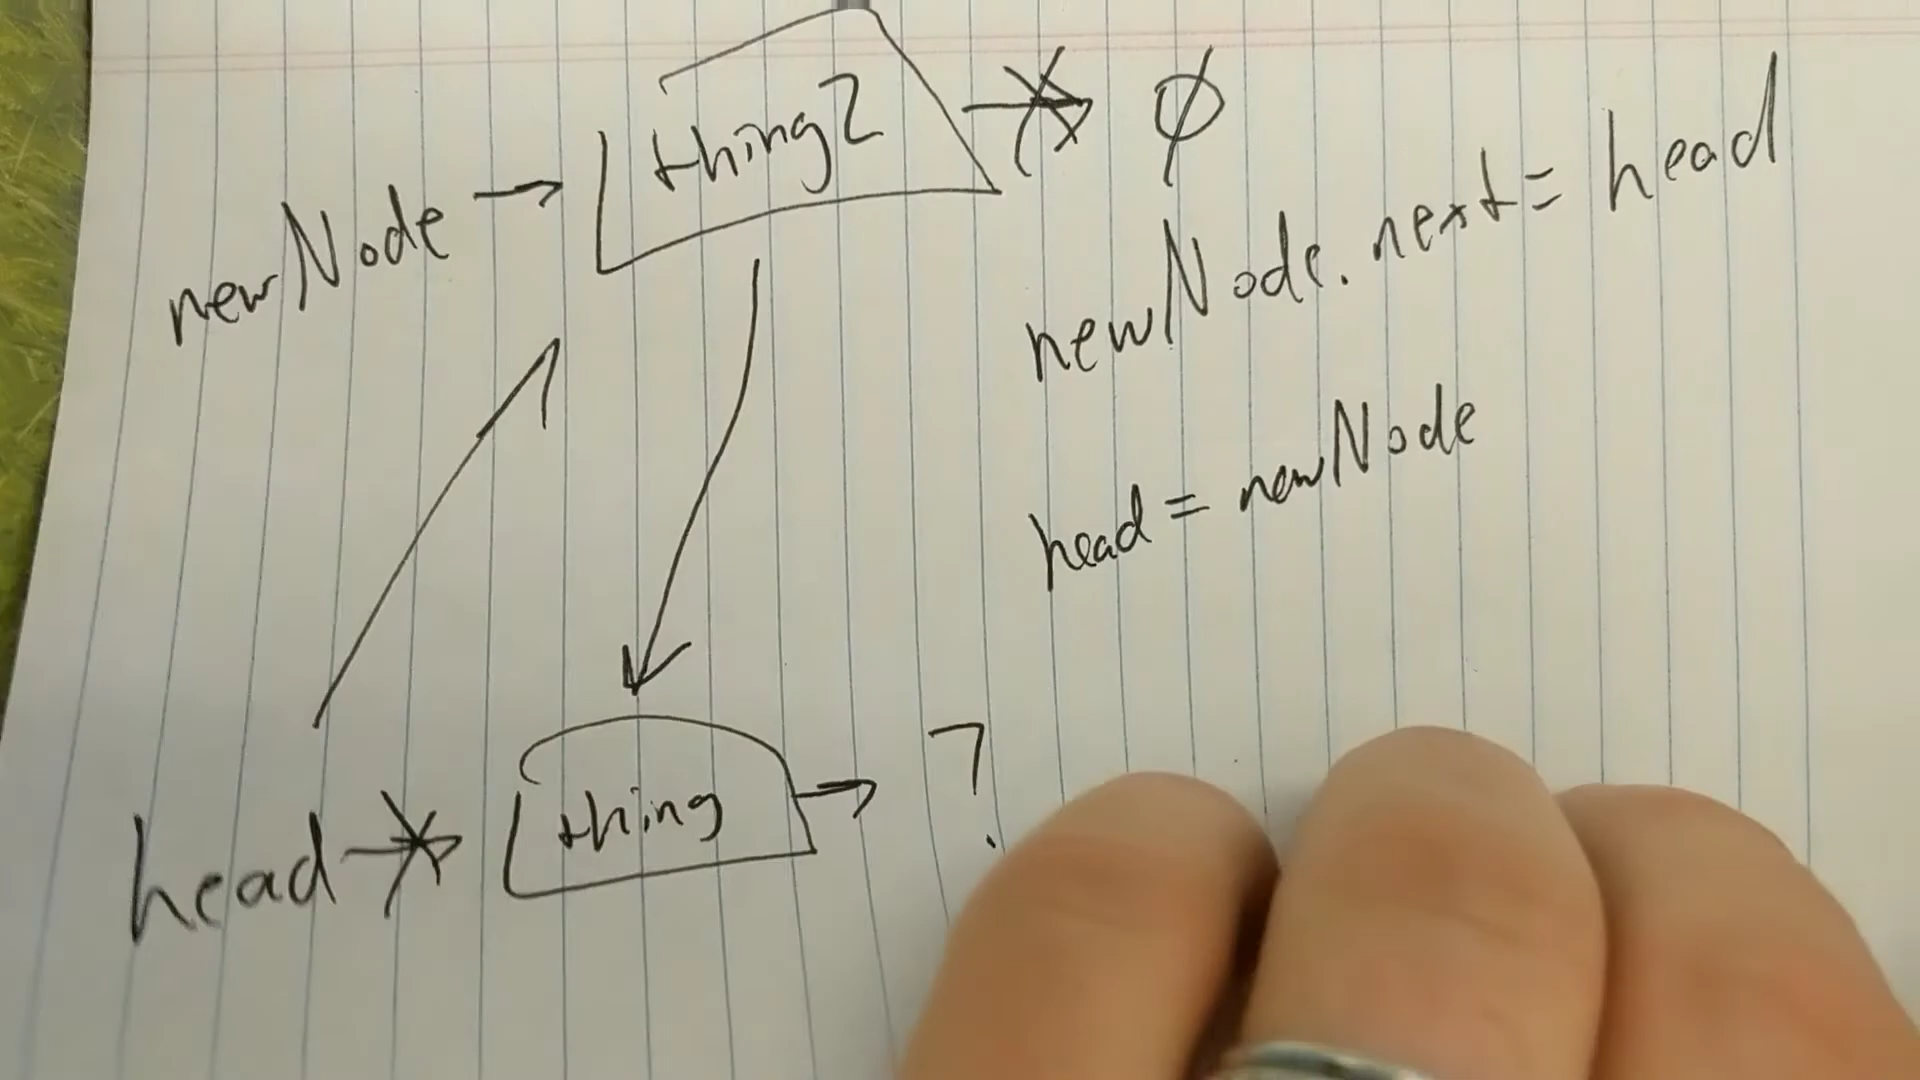 newNode → thing2 → ∅
newNode.next = head
head = newNode
head → thing → ?